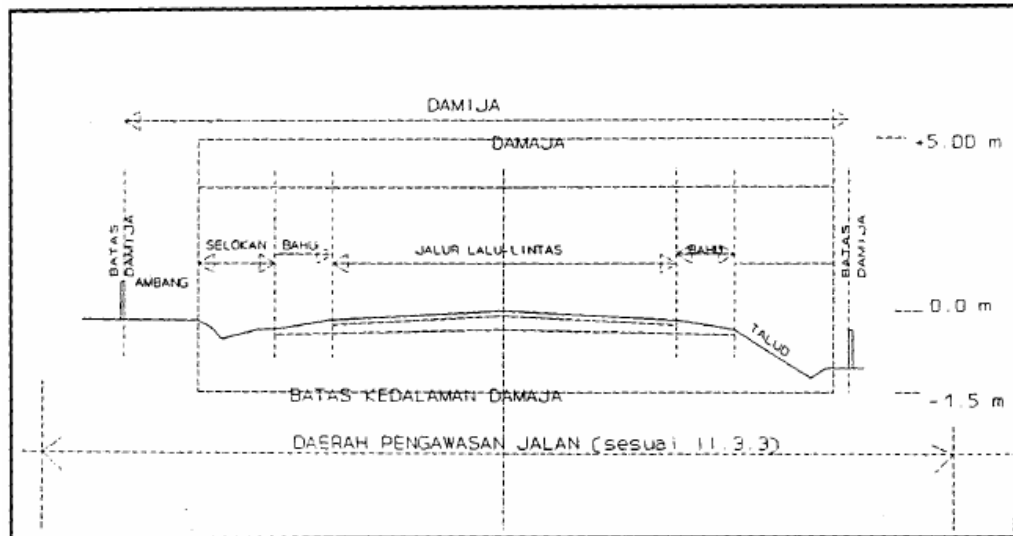 DAMIJA
DAMAJA
+5.00 m
BATAS
DAMIJA
SELOKAN
BAHU
JALUR LALU-LINTAS
BAHU
BATAS
DAMIJA
AMBANG
0.0 m
TALUD
BATAS KEDALAMAN DAMAJA
-1.5 m
DAERAH PENGAWASAN JALAN (sesuai II.3.3)